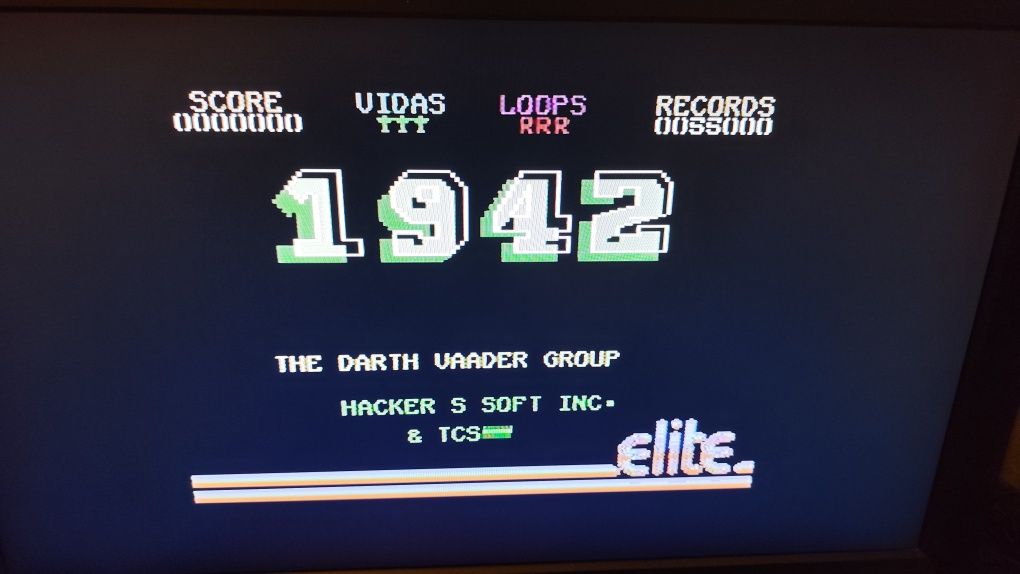 SCORE VIDAS LOOPS RECORDS
0000000 RRR 0055000
1942
THE DARTH VAADER GROUP
HACKER S SOFT INC.
& TCS
elite.